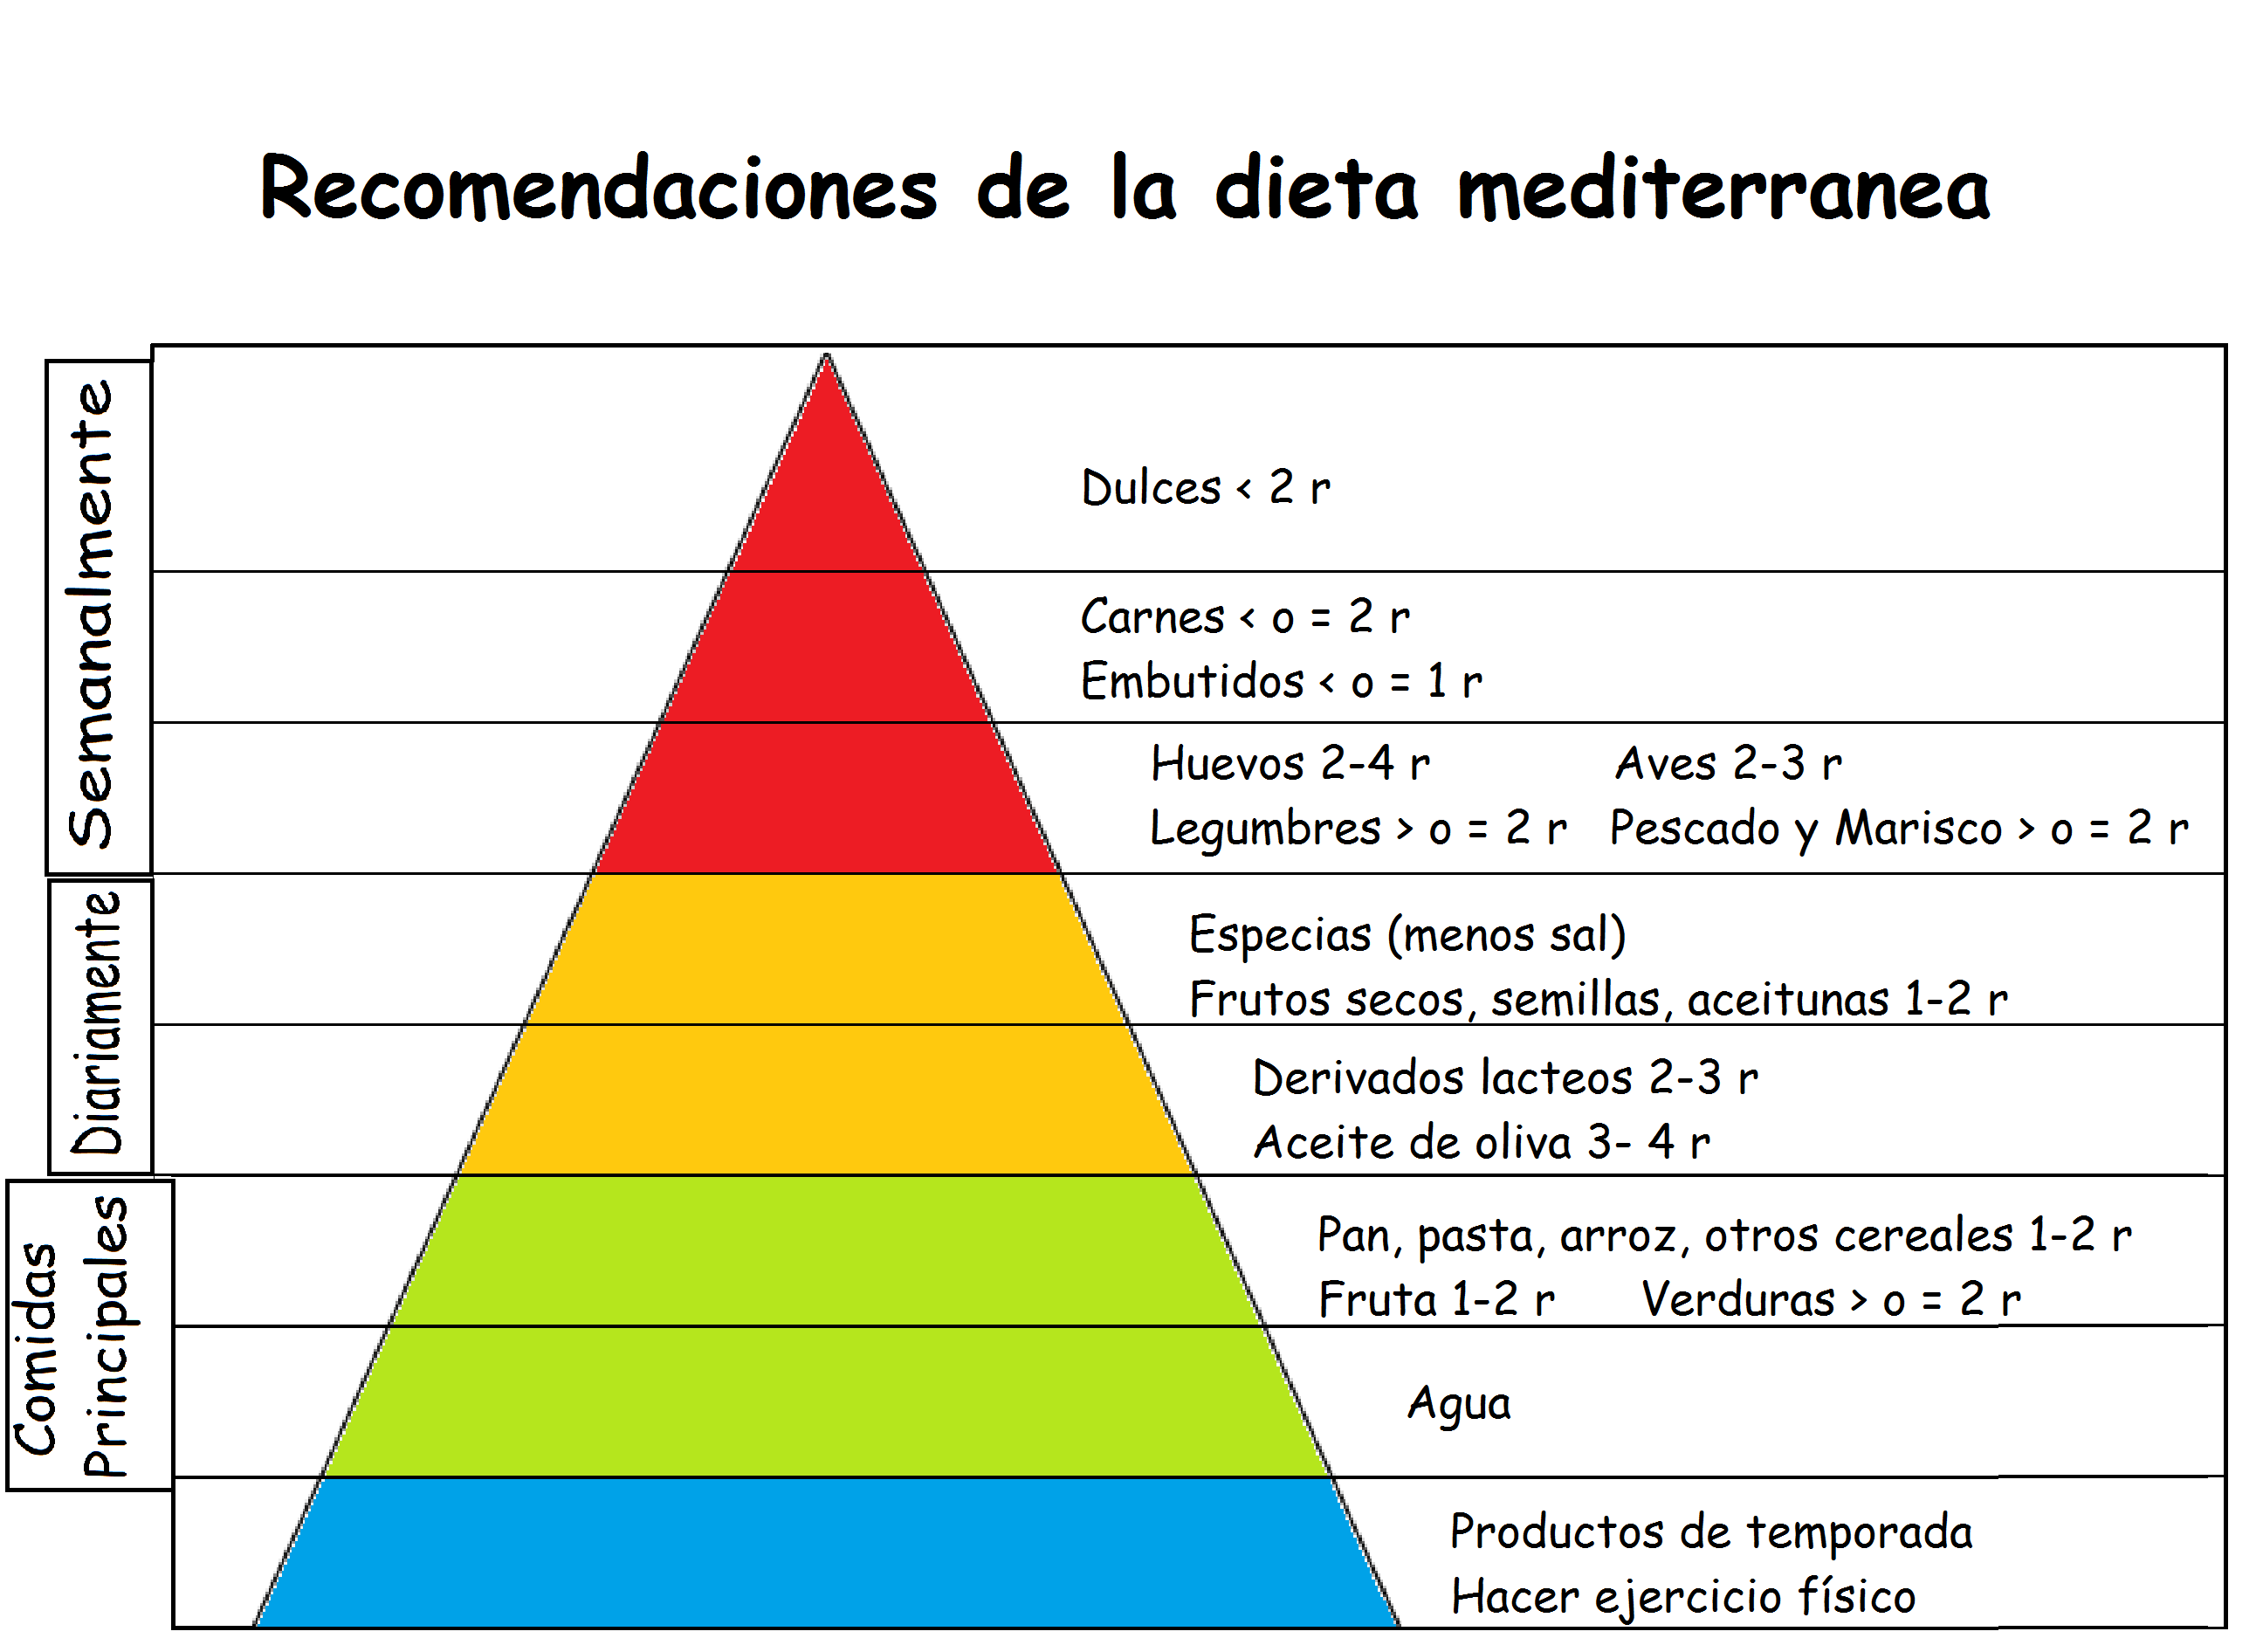 Recomendaciones de la dieta mediterranea
Semanalmente
Dulces < 2 r
Carnes < o = 2 r
Embutidos < o = 1 r
Huevos 2-4 r Aves 2-3 r
Legumbres > o = 2 r Pescado y Marisco > o = 2 r
Diariamente
Especias (menos sal)
Frutos secos, semillas, aceitunas 1-2 r
Derivados lacteos 2-3 r
Aceite de oliva 3- 4 r
Comidas
Principales
Pan, pasta, arroz, otros cereales 1-2 r
Fruta 1-2 r Verduras > o = 2 r
Agua
Productos de temporada
Hacer ejercicio físico